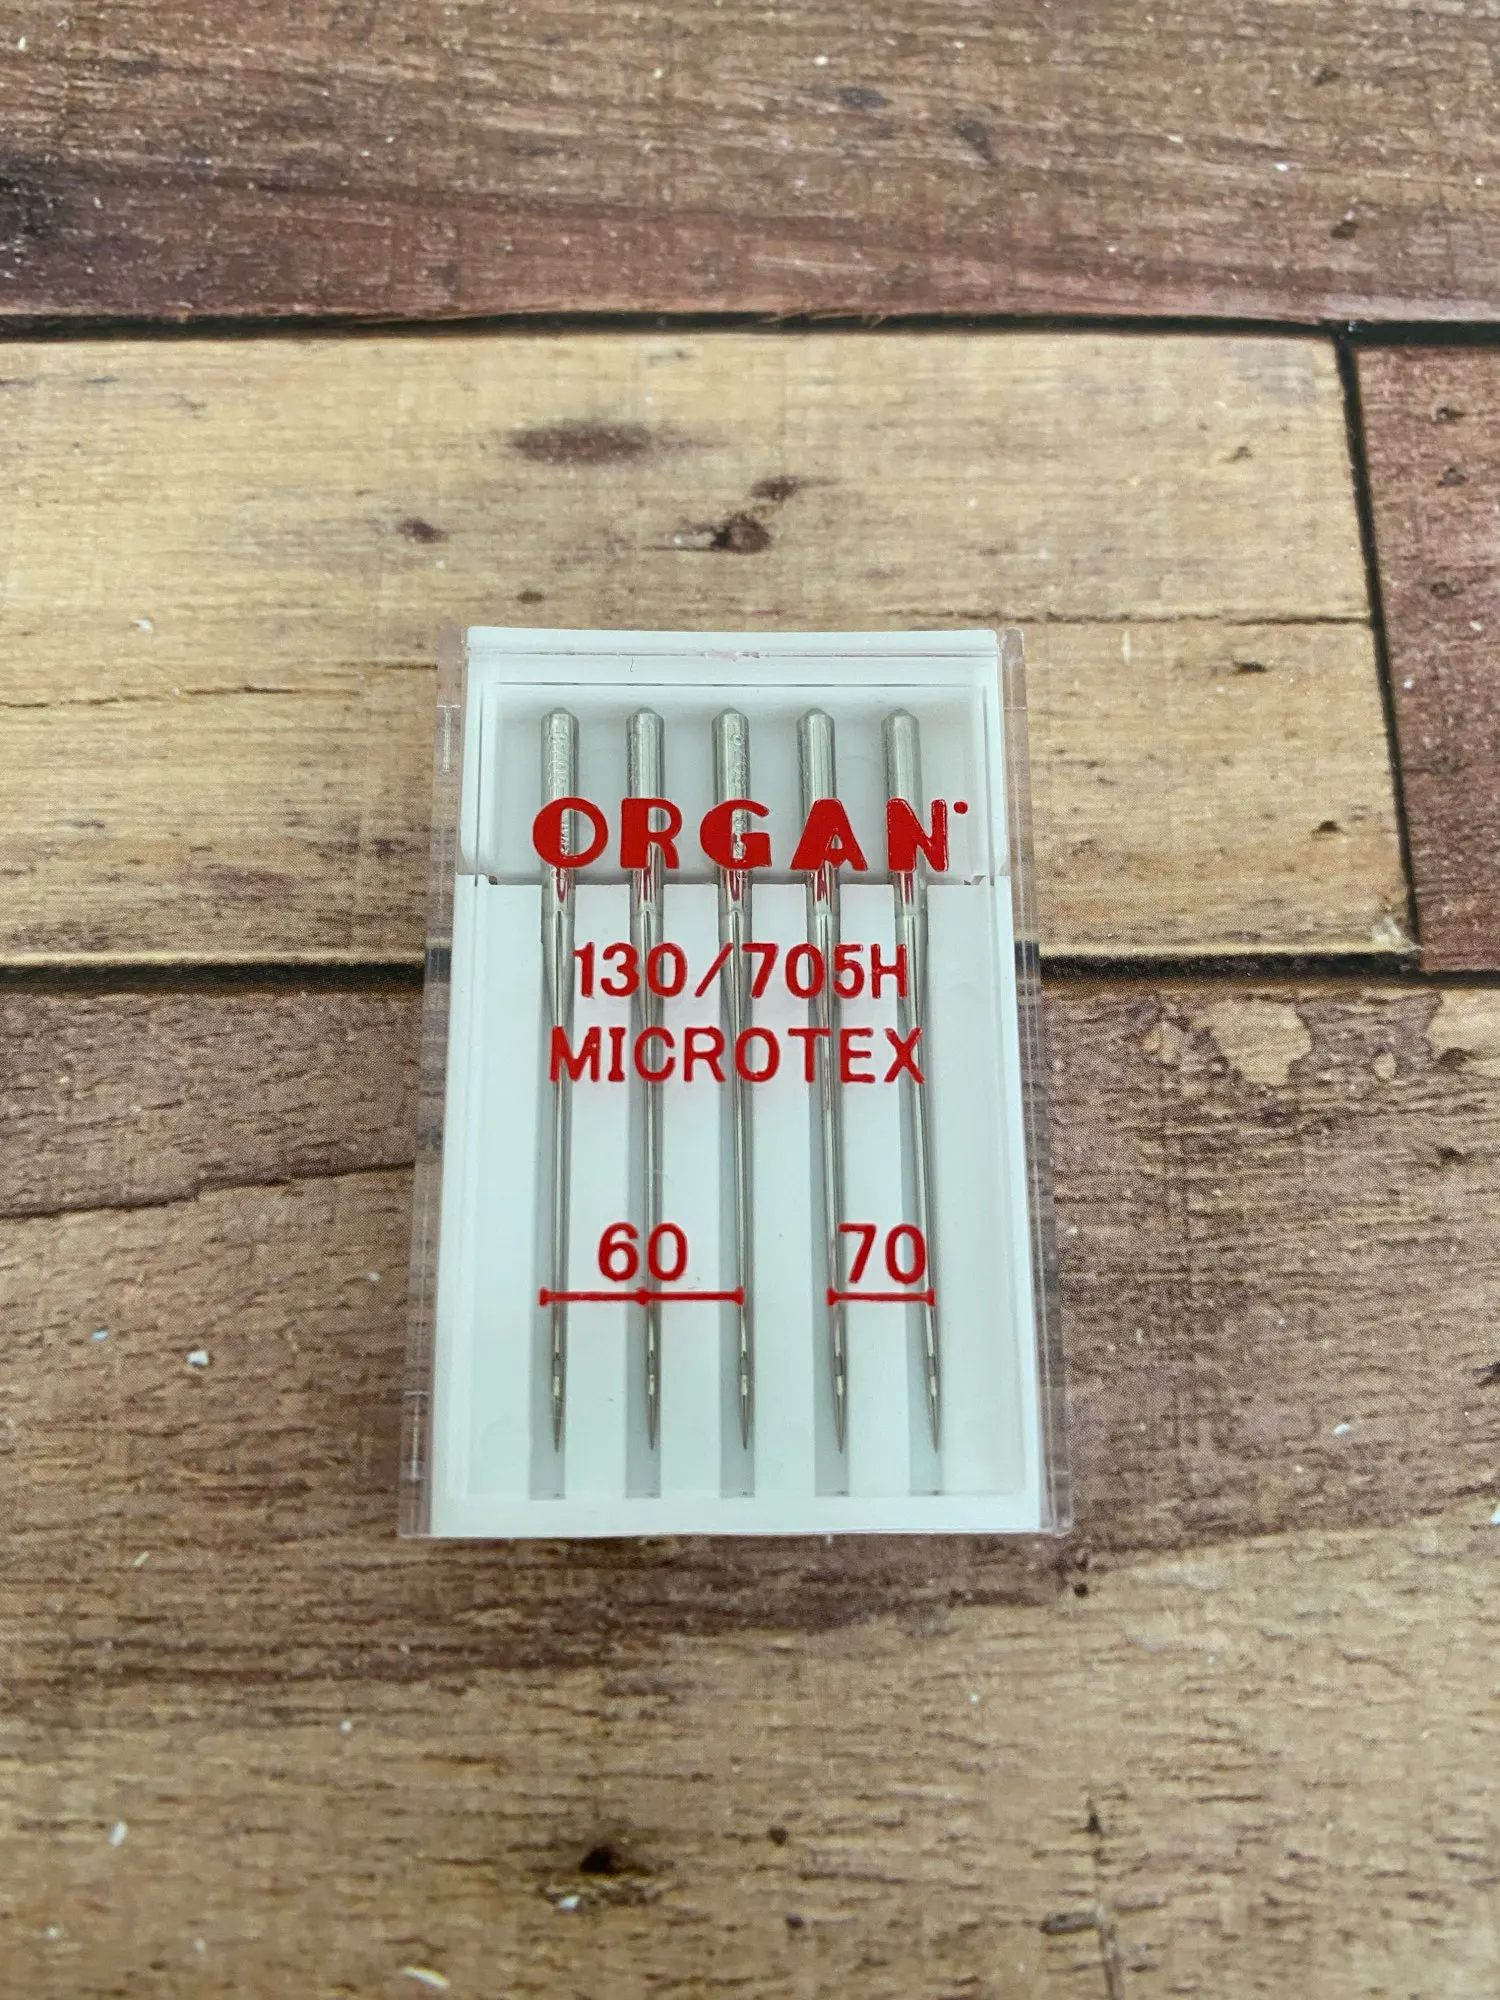 ORGAN
130/705H
MICROTEX
60 70